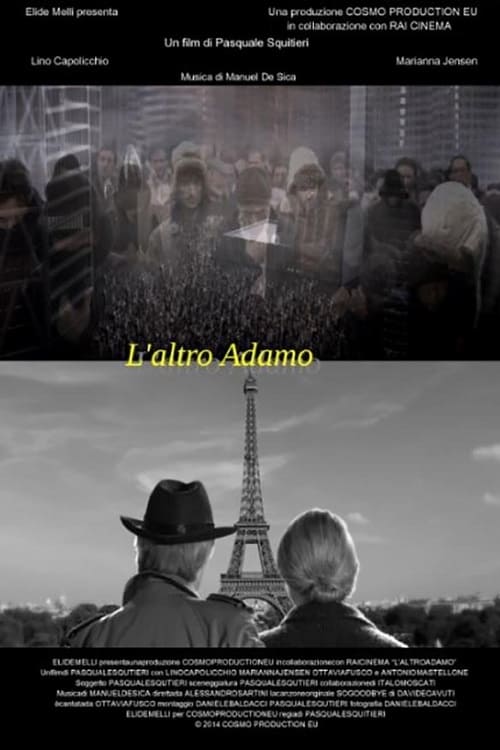 Elide Melli presenta
Una produzione COSMO PRODUCTION EU
in collaborazione con RAI CINEMA
Un film di Pasquale Squitieri
Lino Capolicchio
Marianna Jensen
Musica di Manuel De Sica
L'altro Adamo
ELIDEMELLI presentaunaproduzione COSMOPRODUCTIONEU incollaborazionecon RAICINEMA "L'ALTROADAMO"
Unfilmdi PASQUALESQUITIERI con LINOCAPOLICCHIO MARIANNAJENSEN OTTAVIAFUSCO e ANTONIOMASTELLONE
Soggetto PASQUALESQUITIERI sceneggiatura PASQUALESQUITIERI collaborazionedi ITALOMOSCATI
Musicadi MANUELDESICA direttada ALESSANDROSARTINI lacanzoneoriginale SOGOODBYE di DAVIDECAVUTI
ècantatada OTTAVIAFUSCO montaggio DANIELEBALDACCI PASQUALESQUITIERI fotografia DANIELEBALDACCI
ELIDEMELLI per COSMOPRODUCTIONEU regiadi PASQUALESQUITIERI
© 2014 COSMO PRODUCTION EU